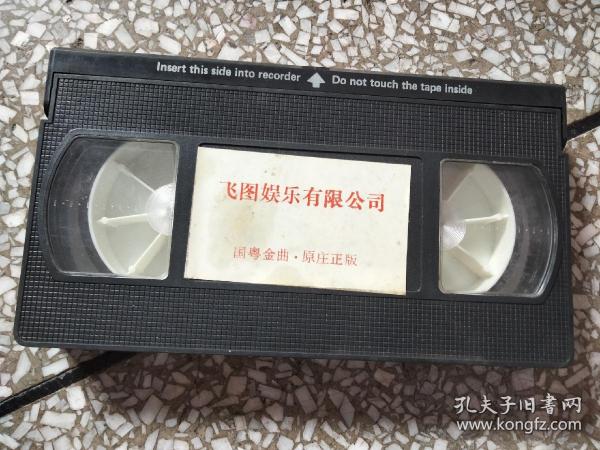 Insert this side into recorder Do not touch the tape inside
飞图娱乐有限公司
国粤金曲·原庄正版
孔夫子旧書网
www.kongfz.com